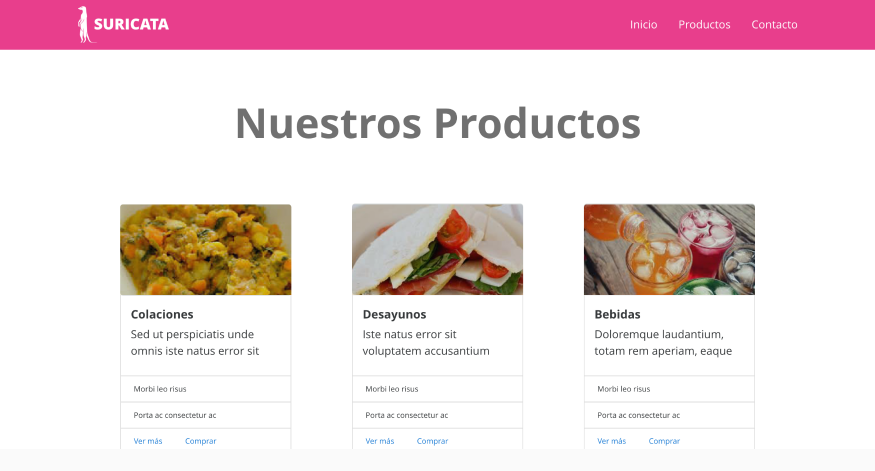 SURICATA
Inicio Productos Contacto
Nuestros Productos
Colaciones
Sed ut perspiciatis unde
omnis iste natus error sit
Morbi leo risus
Porta ac consectetur ac
Ver más Comprar
Desayunos
Iste natus error sit
voluptatem accusantium
Morbi leo risus
Porta ac consectetur ac
Ver más Comprar
Bebidas
Doloremque laudantium,
totam rem aperiam, eaque
Morbi leo risus
Porta ac consectetur ac
Ver más Comprar